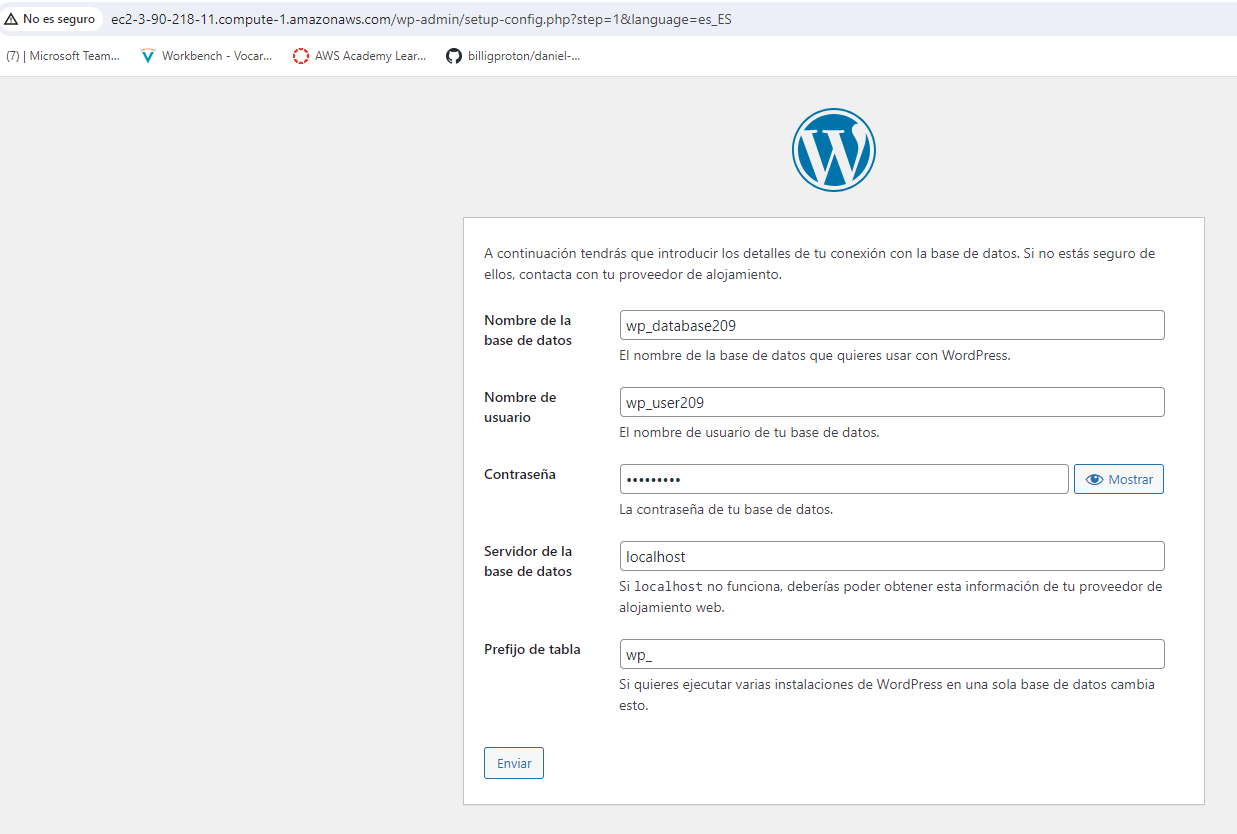 No es seguro ec2-3-90-218-11.compute-1.amazonaws.com/wp-admin/setup-config.php?step=1&language=es_ES
(7) | Microsoft Team... Workbench - Vocar... AWS Academy Lear... billigproton/daniel-...
A continuación tendrás que introducir los detalles de tu conexión con la base de datos. Si no estás seguro de
ellos, contacta con tu proveedor de alojamiento.
Nombre de la
base de datos
wp_database209
El nombre de la base de datos que quieres usar con WordPress.
Nombre de
usuario
wp_user209
El nombre de usuario de tu base de datos.
Contraseña
•••••••••
Mostrar
La contraseña de tu base de datos.
Servidor de la
base de datos
localhost
Si localhost no funciona, deberías poder obtener esta información de tu proveedor de
alojamiento web.
Prefijo de tabla
wp_
Si quieres ejecutar varias instalaciones de WordPress en una sola base de datos cambia
esto.
Enviar